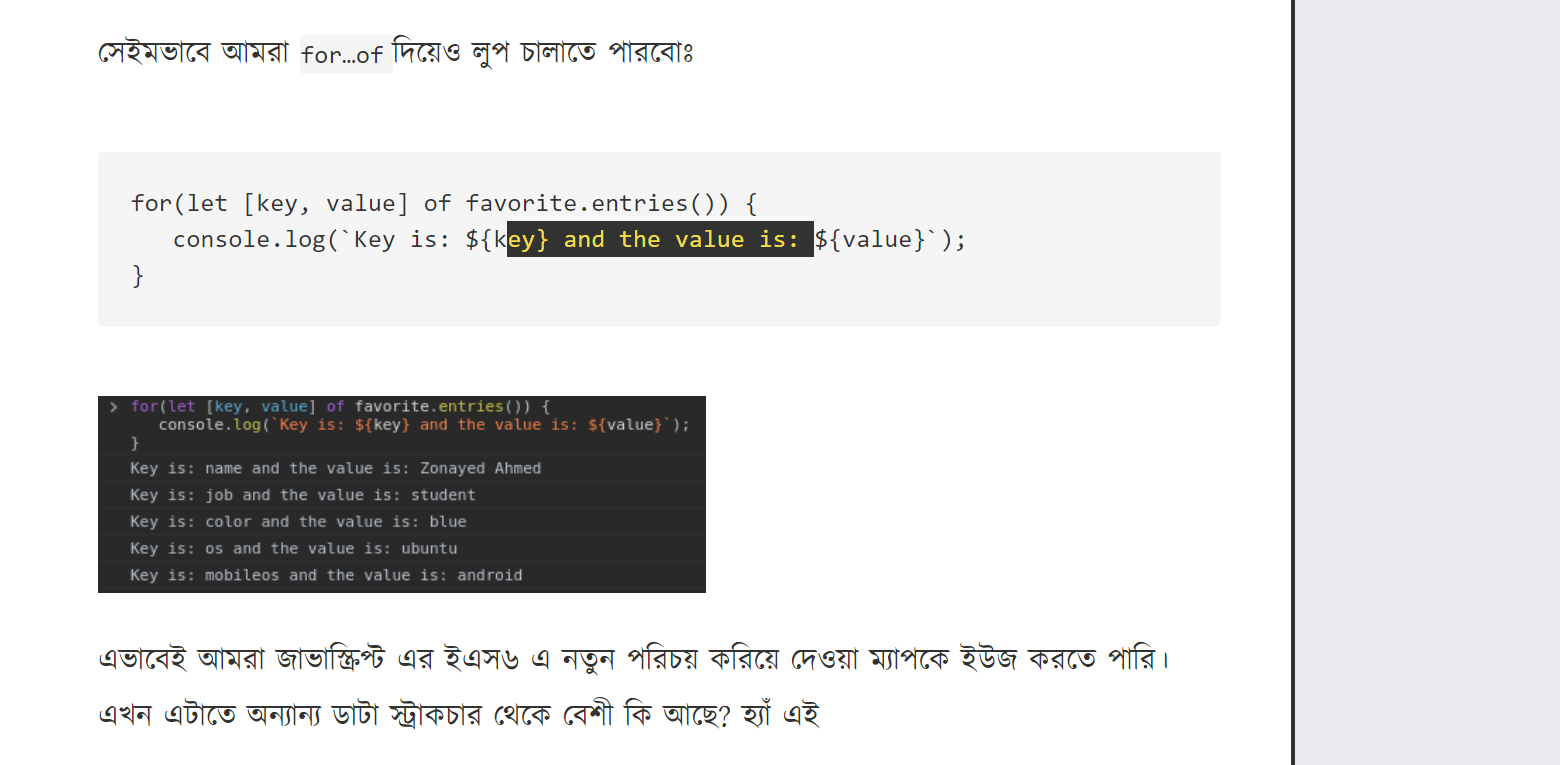 সেইমভাবে আমরা for…of দিয়েও লুপ চালাতে পারবোঃ
for(let [key, value] of favorite.entries()) {
   console.log(`Key is: ${key} and the value is: ${value}`);
}
> for(let [key, value] of favorite.entries()) {
   console.log(`Key is: ${key} and the value is: ${value}`);
}
Key is: name and the value is: Zonayed Ahmed
Key is: job and the value is: student
Key is: color and the value is: blue
Key is: os and the value is: ubuntu
Key is: mobileos and the value is: android
এভাবেই আমরা জাভাস্ক্রিপ্ট এর ইএস৬ এ নতুন পরিচয় করিয়ে দেওয়া ম্যাপকে ইউজ করতে পারি।
এখন এটাতে অন্যান্য ডাটা স্ট্রাকচার থেকে বেশী কি আছে? হ্যাঁ এই